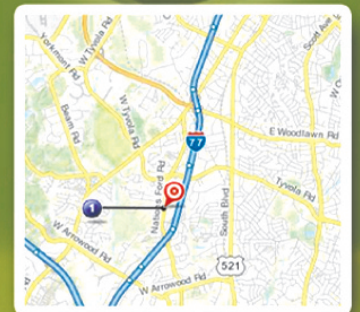 Yorkmont Rd
W Tyvola Rd
Scott Ave
Beam Rd
W Tyvola Rd
E Woodlawn Rd
77
Nations Ford Rd
Tyvola Rd
1
South Blvd
W Arrowood Rd
521
W Arrowood Rd